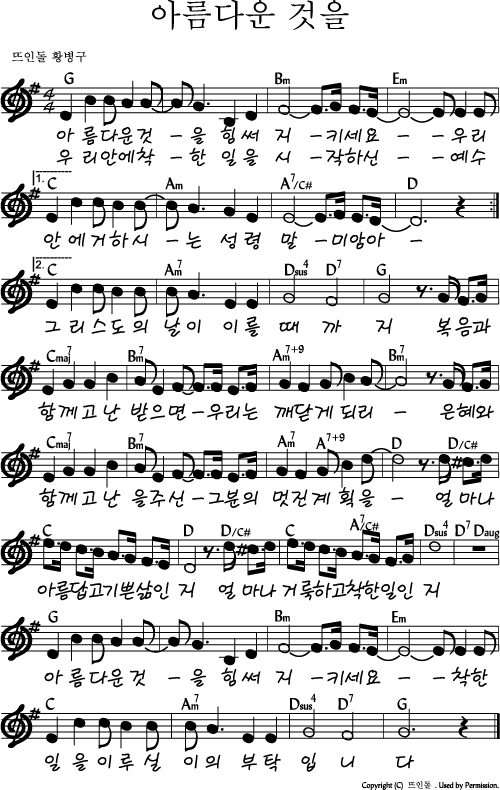 아름다운 것을
뜨인돌 황병구
G Bm Em
4
4
아 름다운것 - 을 힘써 지 - 키세요 - - 우리
우 리안에착 - 한 일을 시 - 작하신 - - 예수
1. C Am A7/C# D
안 에거하시 - 는 성령 말 - 미암아 -
2. C Am7 Dsus4 D7 G
그 리스도의 날이 이를 때 까 지 복음과
Cmaj7 Bm7 Am7+9 Bm7
함께고난 받으면 - 우리는 깨닫게 되리 - 은혜와
Cmaj7 Bm7 Am7 A7+9 D D/C#
함께고난 을주신 - 그분의 멋진계 획을 - 얼마나
C D D/C# C A7/C# Dsus4 D7 Daug
아름답고기쁜삶인 지 얼 마나 거룩하고착한일인 지
G Bm Em
아 름다운것 - 을 힘써 지 - 키세요 - - 착한
C Am7 Dsus4 D7 G
일 을이루실 이의 부탁 입 니 다
Copyright (C) 뜨인돌 . Used by Permission.